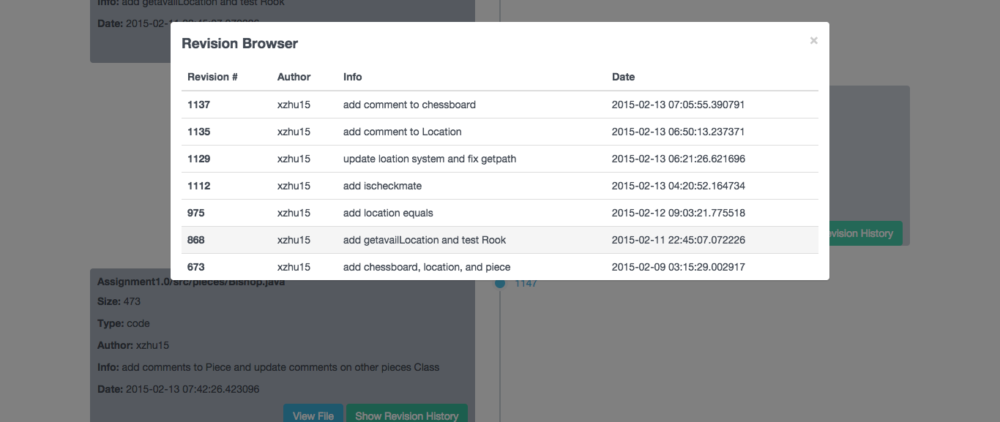 Info: add getavailLocation and test Rook
Date: 2015-02-11 22:45:07.072226
Revision Browser ×
Revision # Author Info Date
1137 xzhu15 add comment to chessboard 2015-02-13 07:05:55.390791
1135 xzhu15 add comment to Location 2015-02-13 06:50:13.237371
1129 xzhu15 update loation system and fix getpath 2015-02-13 06:21:26.621696
1112 xzhu15 add ischeckmate 2015-02-13 04:20:52.164734
975 xzhu15 add location equals 2015-02-12 09:03:21.775518
868 xzhu15 add getavailLocation and test Rook 2015-02-11 22:45:07.072226
673 xzhu15 add chessboard, location, and piece 2015-02-09 03:15:29.002917
evision History
Assignment1.0/src/pieces/Bishop.java
1147
Size: 473
Type: code
Author: xzhu15
Info: add comments to Piece and update comments on other pieces Class
Date: 2015-02-13 07:42:26.423096
View File Show Revision History